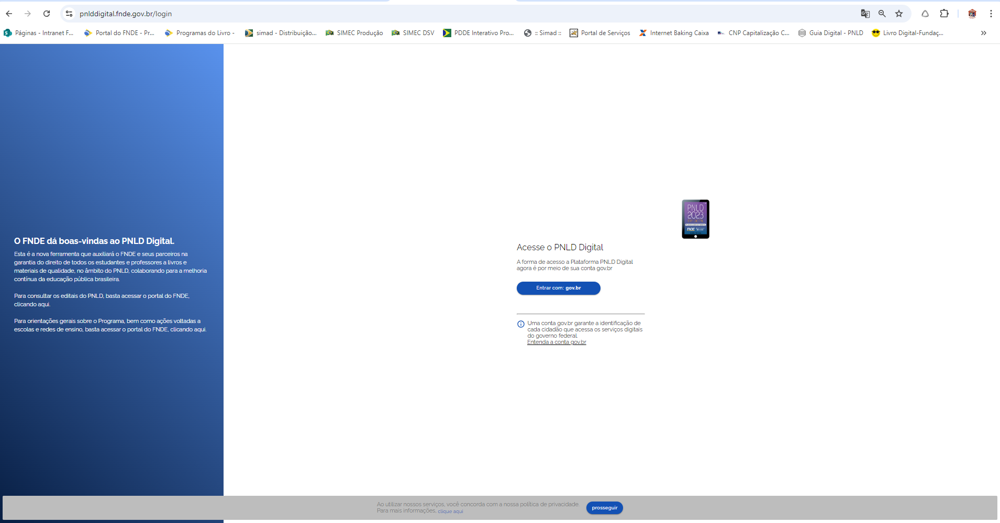 pnlddigital.fnde.gov.br/login
Páginas - Intranet F...
Portal do FNDE - Pr...
Programas do Livro -
simad - Distribuição...
SIMEC Produção
SIMEC DSV
PDDE Interativo Pro...
:: Simad ::
Portal de Serviços
Internet Baking Caixa
CNP Capitalização C...
Guia Digital - PNLD
Livro Digital-Fundaç...
O FNDE dá boas-vindas ao PNLD Digital.
Esta é a nova ferramenta que auxiliará o FNDE e seus parceiros na
garantia do direito de todos os estudantes e professores a livros e
materiais de qualidade, no âmbito do PNLD, colaborando para a melhoria
contínua da educação pública brasileira.
Para consultar os editais do PNLD, basta acessar o portal do FNDE,
clicando aqui.
Para orientações gerais sobre o Programa, bem como ações voltadas a
escolas e redes de ensino, basta acessar o portal do FNDE, clicando aqui.
PNLD
2023
FNDE
Acesse o PNLD Digital
A forma de acesso a Plataforma PNLD Digital
agora é por meio de sua conta gov.br
Entrar com: gov.br
Uma conta gov.br garante a identificação de
cada cidadão que acessa os serviços digitais
do governo federal.
Entenda a conta gov.br
Ao utilizar nossos serviços, você concorda com a nossa política de privacidade.
Para mais informações, clique aqui
prosseguir